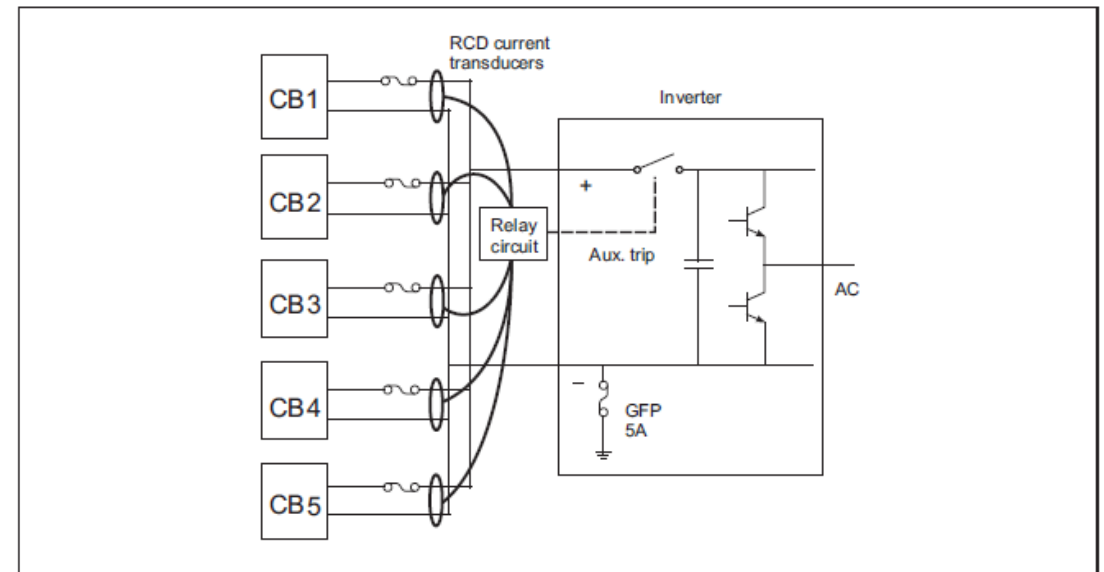 RCD current
transducers
CB1
Inverter
CB2
+
Relay
circuit
Aux. trip
CB3
AC
–
CB4
GFP
5A
CB5